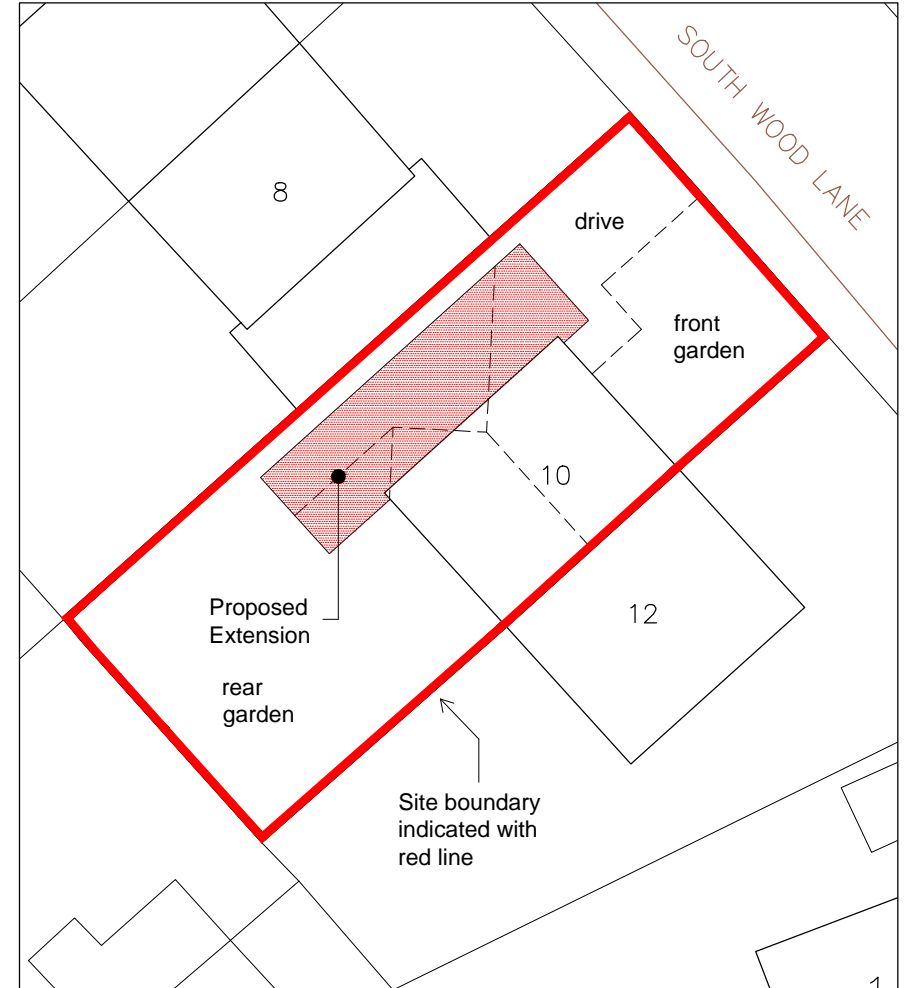 SOUTH WOOD LANE
8
drive
front
garden
10
12
Proposed
Extension
rear
garden
Site boundary
indicated with
red line